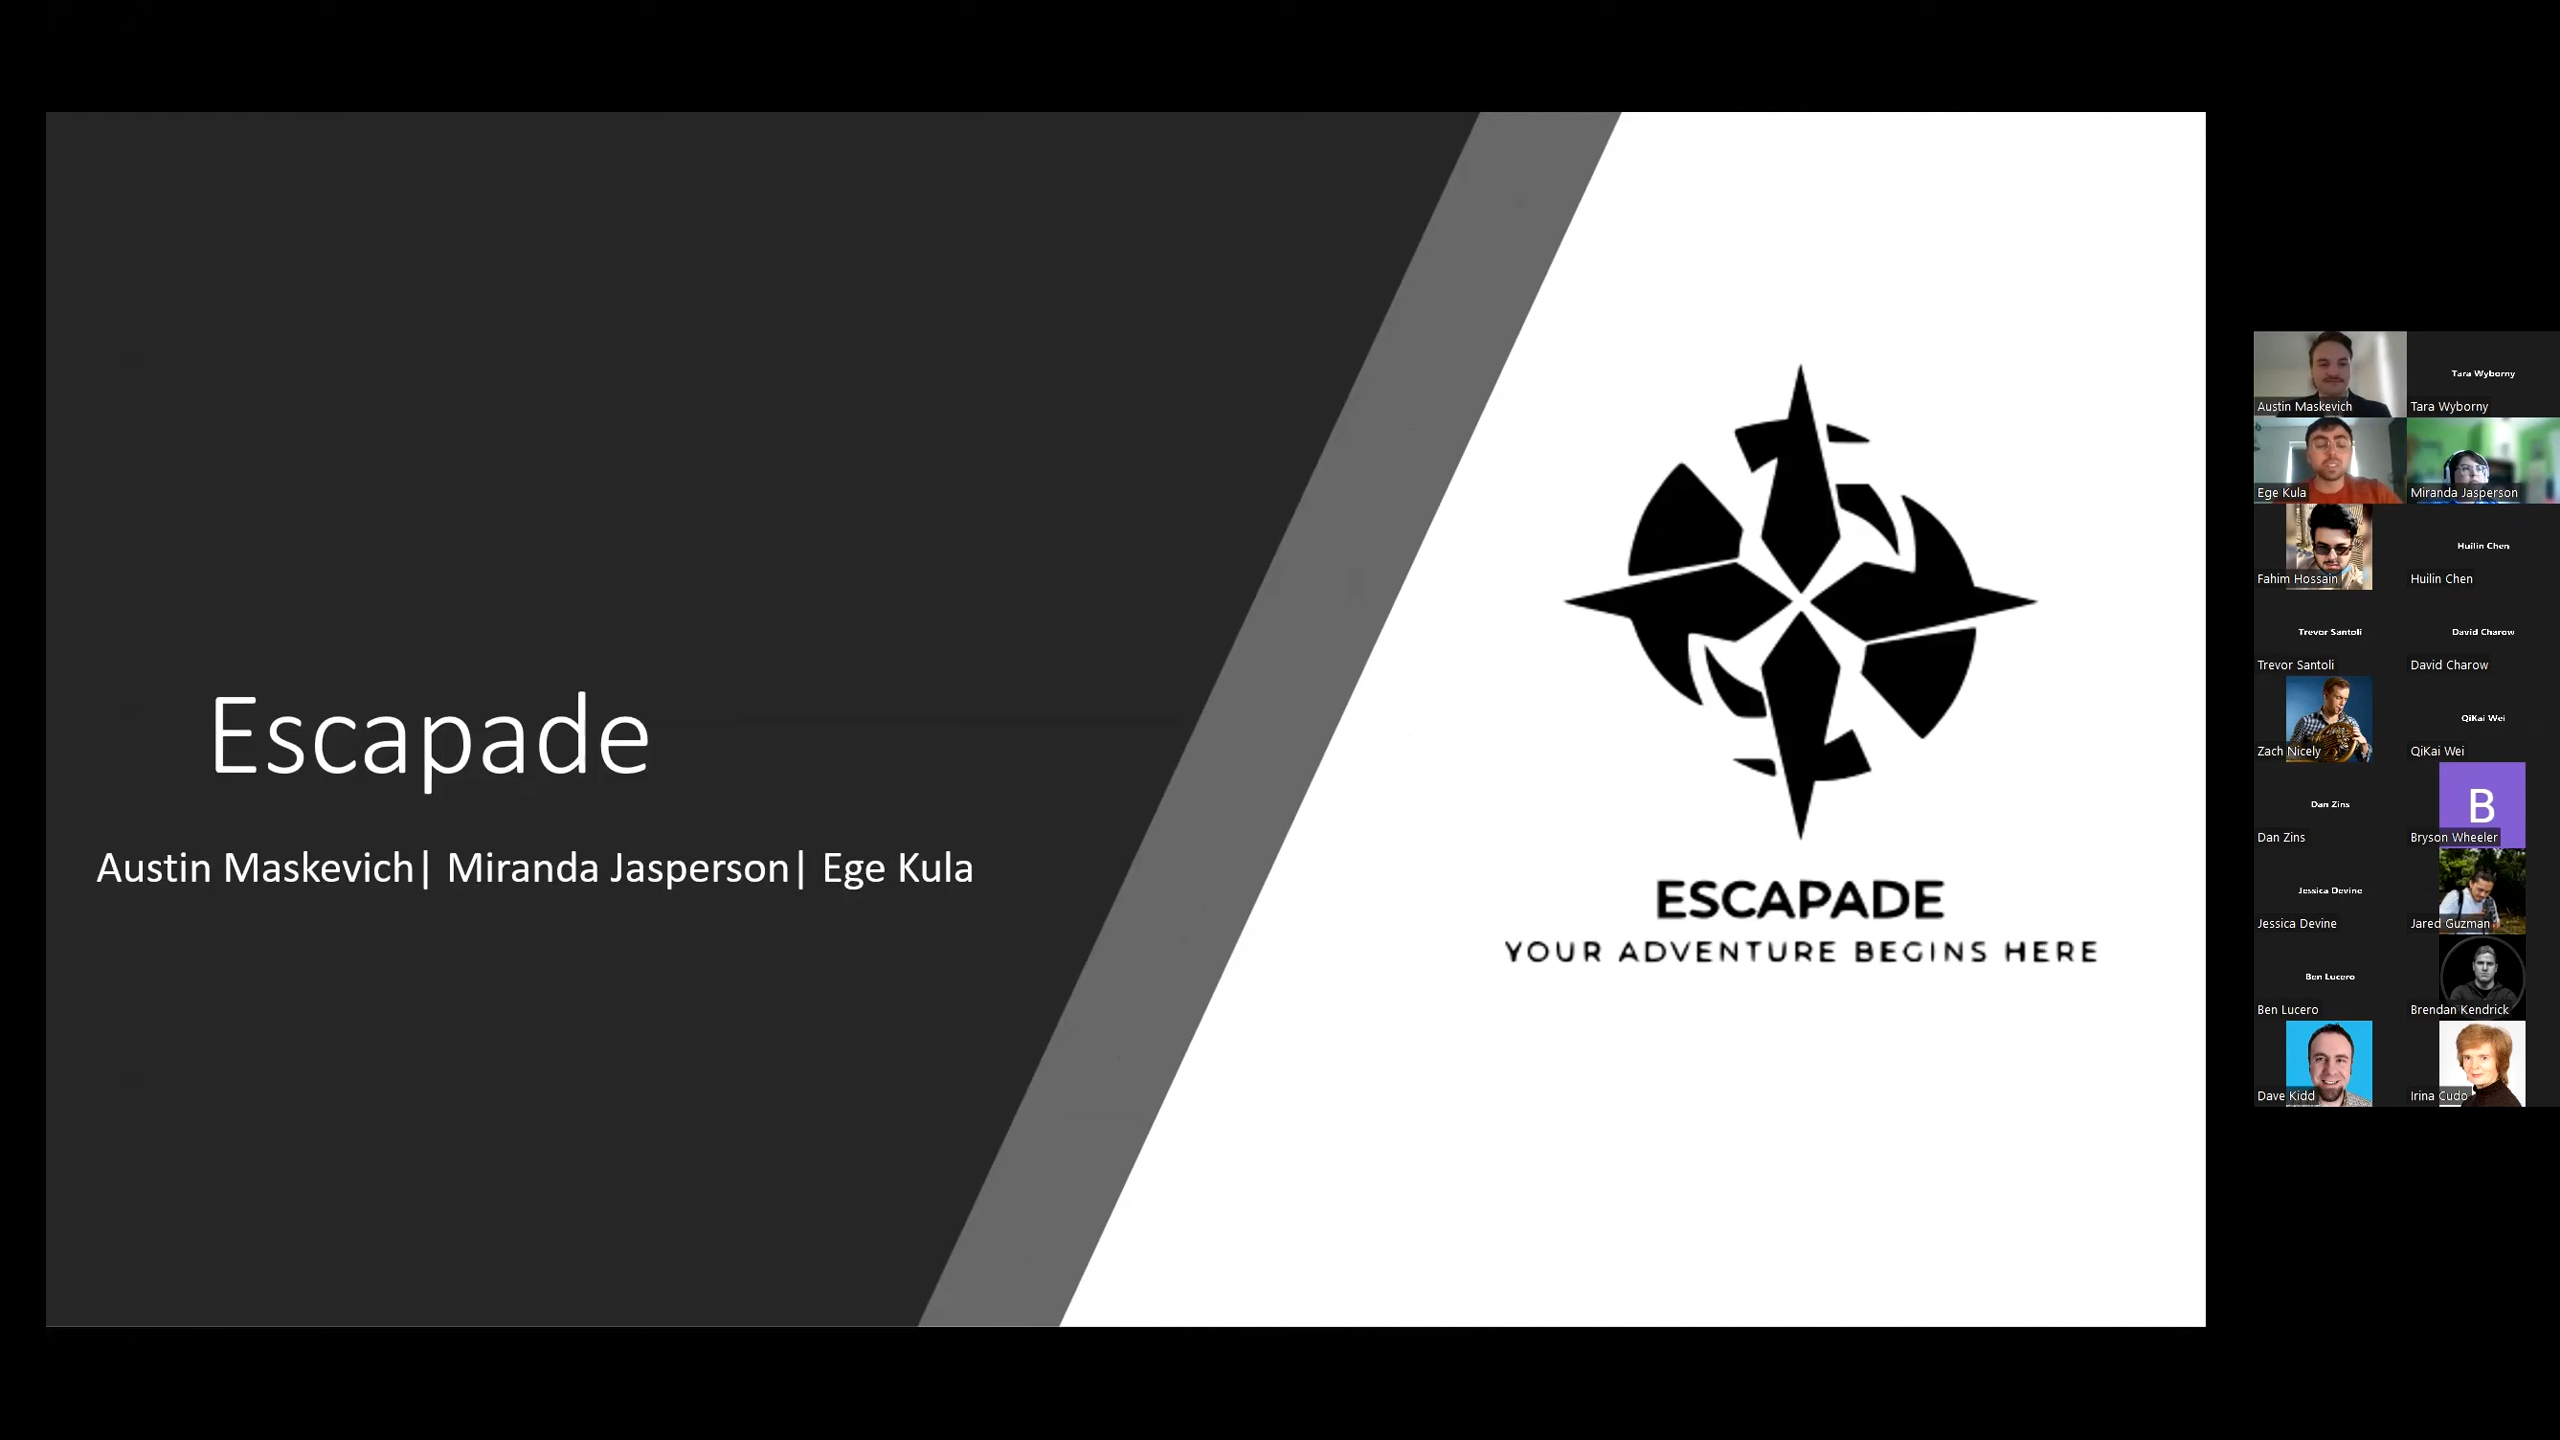 Escapade
Austin Maskevich| Miranda Jasperson| Ege Kula
ESCAPADE
YOUR ADVENTURE BEGINS HERE
Austin Maskevich
Tara Wyborny
Tara Wyborny
Ege Kula
Miranda Jasperson
Fahim Hossain
Huilin Chen
Huilin Chen
Trevor Santoli
Trevor Santoli
David Charow
David Charow
Zach Nicely
QiKai Wei
QiKai Wei
Dan Zins
Dan Zins
B
Bryson Wheeler
Jessica Devine
Jessica Devine
Jared Guzman
Ben Lucero
Ben Lucero
Brendan Kendrick
Dave Kidd
Irina Cudo